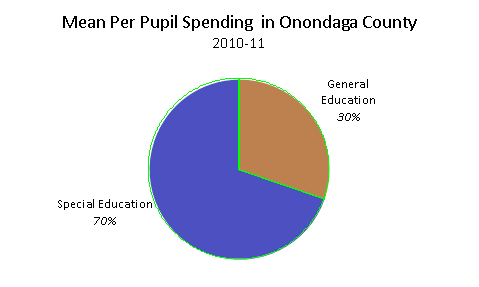 Mean Per Pupil Spending in Onondaga County
2010-11
General
Education
30%
Special Education
70%